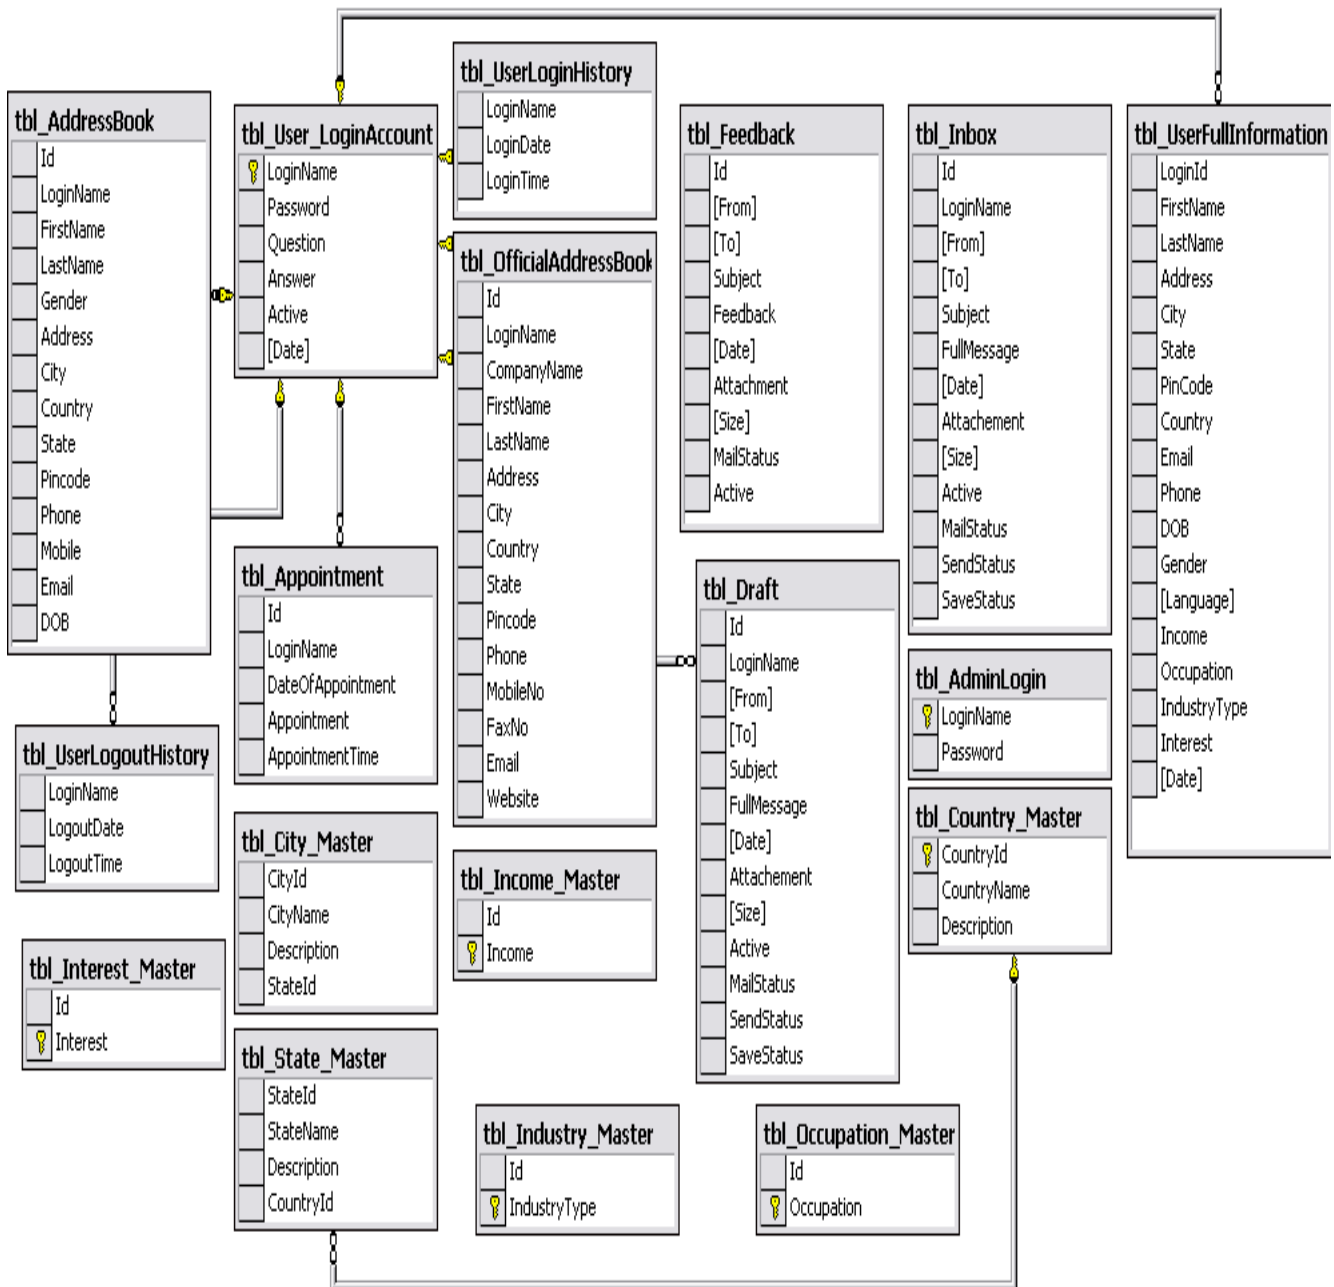 tbl_AddressBook
Id
LoginName
FirstName
LastName
Gender
Address
City
Country
State
Pincode
Phone
Mobile
Email
DOB
tbl_User_LoginAccount
LoginName
Password
Question
Answer
Active
[Date]
tbl_UserLoginHistory
LoginName
LoginDate
LoginTime
tbl_OfficialAddressBook
Id
LoginName
CompanyName
FirstName
LastName
Address
City
Country
State
Pincode
Phone
MobileNo
FaxNo
Email
Website
tbl_Feedback
Id
[From]
[To]
Subject
Feedback
[Date]
Attachment
[Size]
MailStatus
Active
tbl_Inbox
Id
LoginName
[From]
[To]
Subject
FullMessage
[Date]
Attachement
[Size]
Active
MailStatus
SendStatus
SaveStatus
tbl_UserFullInformation
LoginId
FirstName
LastName
Address
City
State
PinCode
Country
Email
Phone
DOB
Gender
[Language]
Income
Occupation
IndustryType
Interest
[Date]
tbl_Appointment
Id
LoginName
DateOfAppointment
Appointment
AppointmentTime
tbl_Draft
Id
LoginName
[From]
[To]
Subject
FullMessage
[Date]
Attachement
[Size]
Active
MailStatus
SendStatus
SaveStatus
tbl_AdminLogin
LoginName
Password
tbl_UserLogoutHistory
LoginName
LogoutDate
LogoutTime
tbl_City_Master
CityId
CityName
Description
StateId
tbl_Income_Master
Id
Income
tbl_Country_Master
CountryId
CountryName
Description
tbl_Interest_Master
Id
Interest
tbl_State_Master
StateId
StateName
Description
CountryId
tbl_Industry_Master
Id
IndustryType
tbl_Occupation_Master
Id
Occupation